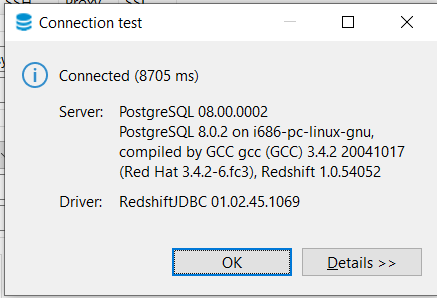 Connection test
Connected (8705 ms)
Server: PostgreSQL 08.00.0002
PostgreSQL 8.0.2 on i686-pc-linux-gnu,
compiled by GCC gcc (GCC) 3.4.2 20041017
(Red Hat 3.4.2-6.fc3), Redshift 1.0.54052
Driver: RedshiftJDBC 01.02.45.1069
OK Details >>